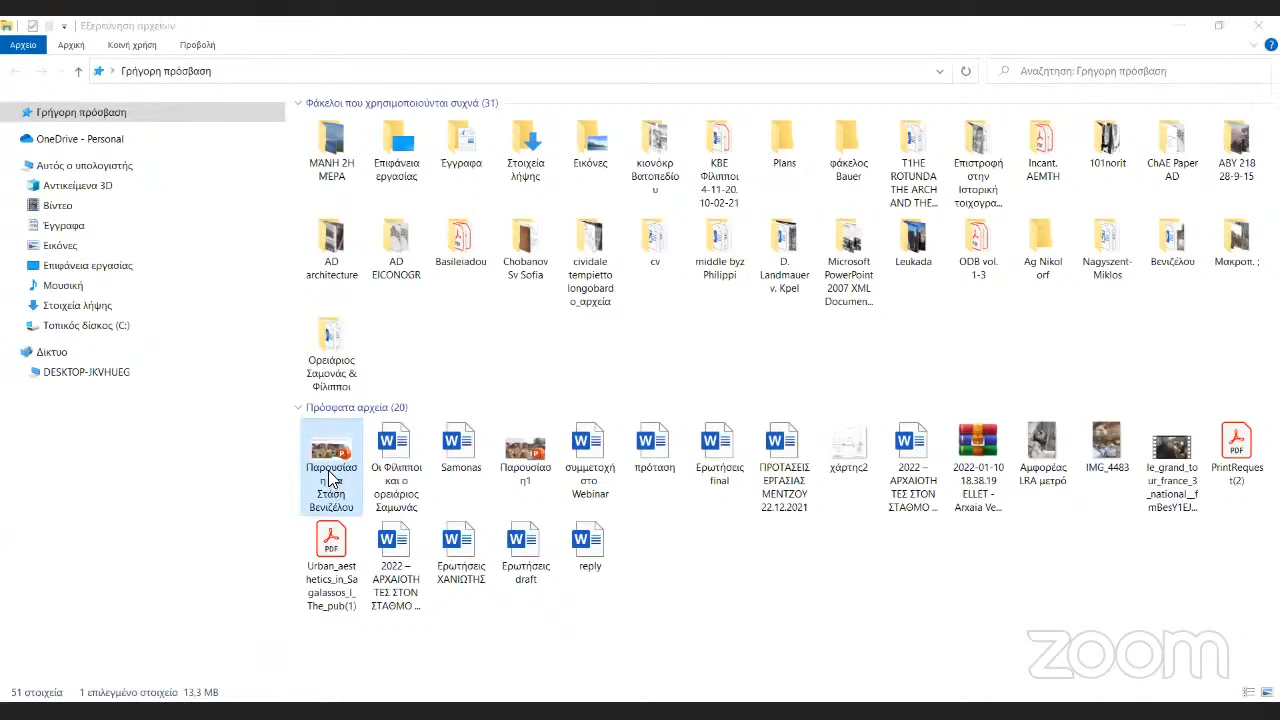 Εξερεύνηση αρχείων
Αρχείο
Αρχική
Κοινή χρήση
Προβολή
?
Γρήγορη πρόσβαση
Αναζήτηση: Γρήγορη πρόσβαση
Γρήγορη πρόσβαση
OneDrive - Personal
Αυτός ο υπολογιστής
Αντικείμενα 3D
Βίντεο
Έγγραφα
Εικόνες
Επιφάνεια εργασίας
Μουσική
Στοιχεία λήψης
Τοπικός δίσκος (C:)
Δίκτυο
DESKTOP-JKVHUEG
Φάκελοι που χρησιμοποιούνται συχνά (31)
ΜΆΝΗ 2Η
ΜΈΡΑ
Επιφάνεια
εργασίας
Έγγραφα
Στοιχεία
λήψης
Εικόνες
κιονόκρ
Βατοπεδίο
υ
ΚΒΕ
Φίλιπποι
4-11-20.
10-02-21
Plans
φάκελος
Bauer
T1HE
ROTUNDA
THE ARCH
AND THE...
Επιστροφή
στην
Ιστορική
τοιχογρα...
Incant.
ΑΕΜΤΗ
101norit
ChAE Paper
AD
ABY 218
28-9-15
AD
architecture
AD
EICONOGR
Basileiadou
Chobanov
Sv Sofia
cividale
tempietto
longobard
o_αρχεία
cv
middle byz
Philippi
D.
Landmauer
v. Kpel
Microsoft
PowerPoint
2007 XML
Documen...
Leukada
ODB vol.
1-3
Ag Nikol
orf
Nagyszent-
Miklos
Βενιζέλου
Μακροπ. ;
Ορειάριος
Σαμονάς &
Φίλιπποι
Πρόσφατα αρχεία (20)
Παρουσίασ
Στάση
Βενιζέλου
Οι Φίλιπποι
και ο
ορειάριος
Σαμωνάς
Samonas
Παρουσίασ
η1
συμμετοχή
στο
Webinar
πρόταση
Ερωτήσεις
final
ΠΡΟΤΑΣΕΙΣ
ΕΡΓΑΣΙΑΣ
ΜΕΝΤΖΟΥ
22.12.2021
χάρτης2
2022 –
ΑΡΧΑΙΟΤΗ
ΤΕΣ ΣΤΟΝ
ΣΤΑΘΜΟ ...
2022-01-10
18.38.19
ELLET -
Arxaia Ve...
Αμφορέας
LRA μετρό
IMG_4483
le_grand_to
ur_france_3
_national__f
mBesY1EJ...
PDF
PrintReques
t(2)
PDF
Urban_aest
hetics_in_Sa
galassos_I_
The_pub(1)
2022 –
ΑΡΧΑΙΟΤΗ
ΤΕΣ ΣΤΟΝ
ΣΤΑΘΜΟ ...
Ερωτήσεις
ΧΑΝΙΩΤΗΣ
Ερωτήσεις
draft
reply
zoom
51 στοιχεία
1 επιλεγμένο στοιχείο
13,3 MB